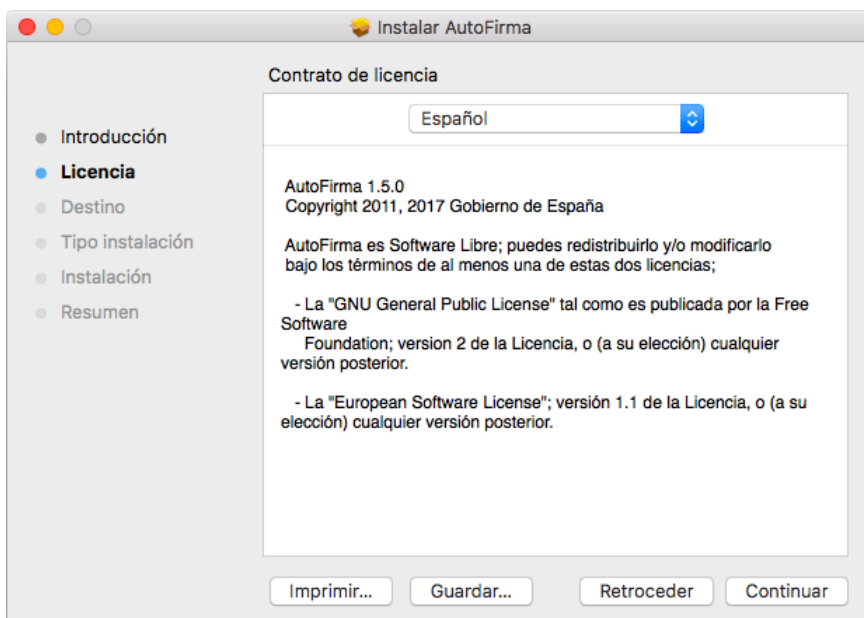 Instalar AutoFirma
Contrato de licencia
Introducción
Licencia
Destino
Tipo instalación
Instalación
Resumen
Español
AutoFirma 1.5.0
Copyright 2011, 2017 Gobierno de España
AutoFirma es Software Libre; puedes redistribuirlo y/o modificarlo
bajo los términos de al menos una de estas dos licencias;
- La "GNU General Public License" tal como es publicada por la Free
Software
Foundation; version 2 de la Licencia, o (a su elección) cualquier
versión posterior.
- La "European Software License"; versión 1.1 de la Licencia, o (a su
elección) cualquier versión posterior.
Imprimir...
Guardar...
Retroceder
Continuar